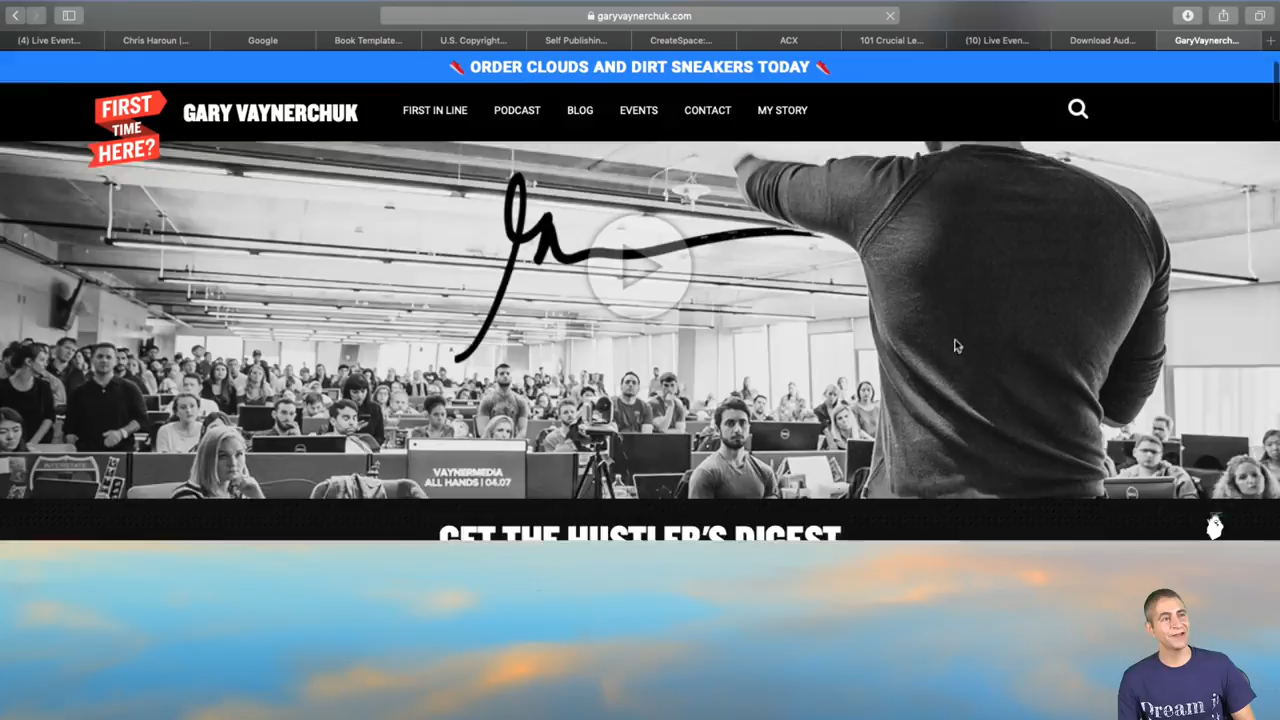 garyvaynerchuk.com
(4) Live Event...
Chris Haroun |...
Google
Book Template...
U.S. Copyright...
Self Publishin...
CreateSpace:...
ACX
101 Crucial Le...
(10) Live Even...
Download Aud...
GaryVaynerch...
ORDER CLOUDS AND DIRT SNEAKERS TODAY
FIRST
TIME
HERE?
GARY VAYNERCHUK
FIRST IN LINE
PODCAST
BLOG
EVENTS
CONTACT
MY STORY
INTERSTATE
VAYNERMEDIA
ALL HANDS | 04.07
GET THE HUSTLER'S DIGEST
Dream i